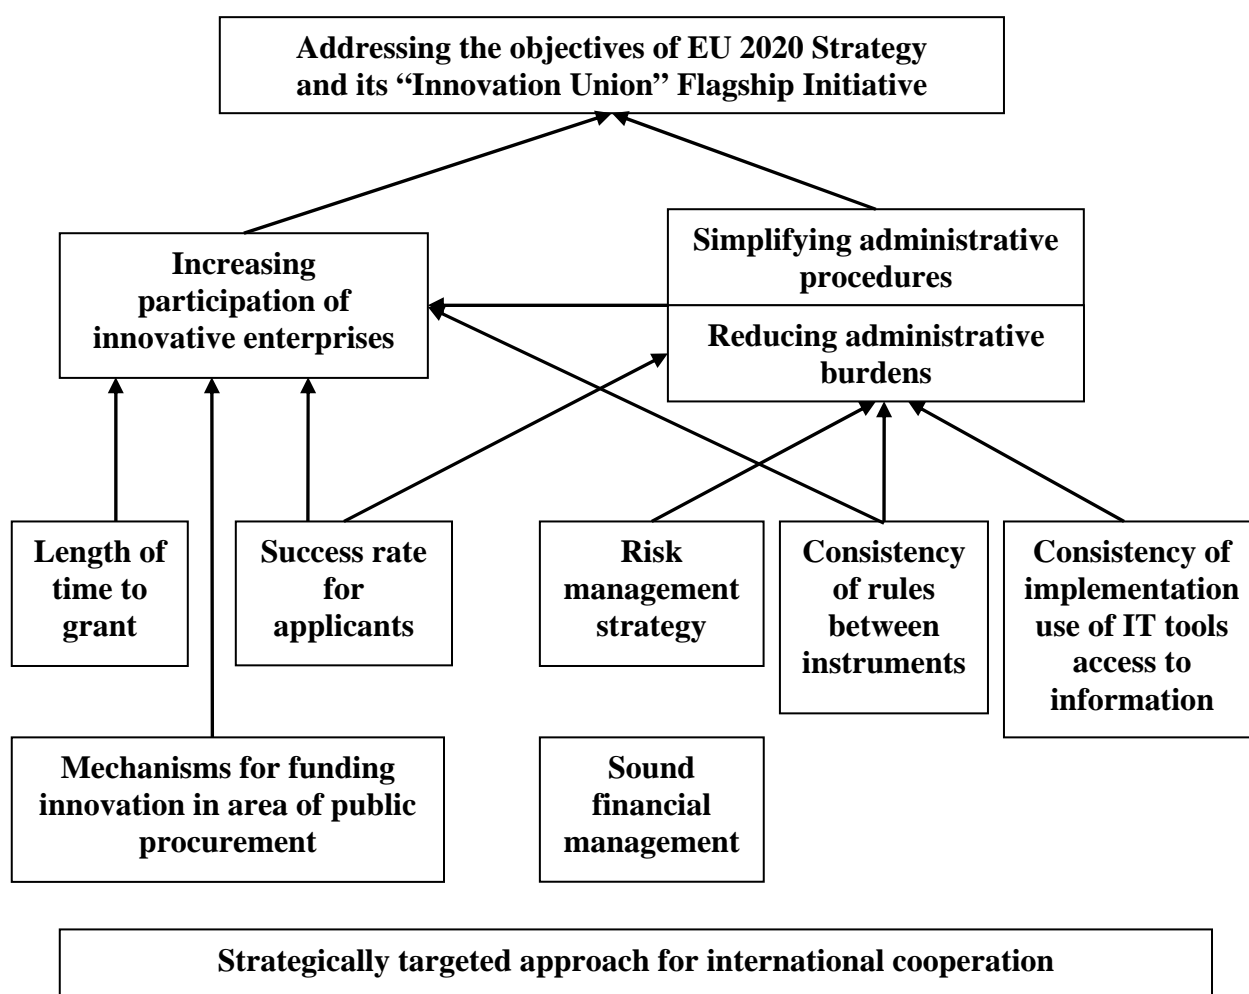 Addressing the objectives of EU 2020 Strategy
and its “Innovation Union” Flagship Initiative
Increasing
participation of
innovative enterprises
Simplifying administrative
procedures
Reducing administrative
burdens
Length of
time to
grant
Success rate
for
applicants
Risk
management
strategy
Consistency
of rules
between
instruments
Consistency of
implementation
use of IT tools
access to
information
Mechanisms for funding
innovation in area of public
procurement
Sound
financial
management
Strategically targeted approach for international cooperation